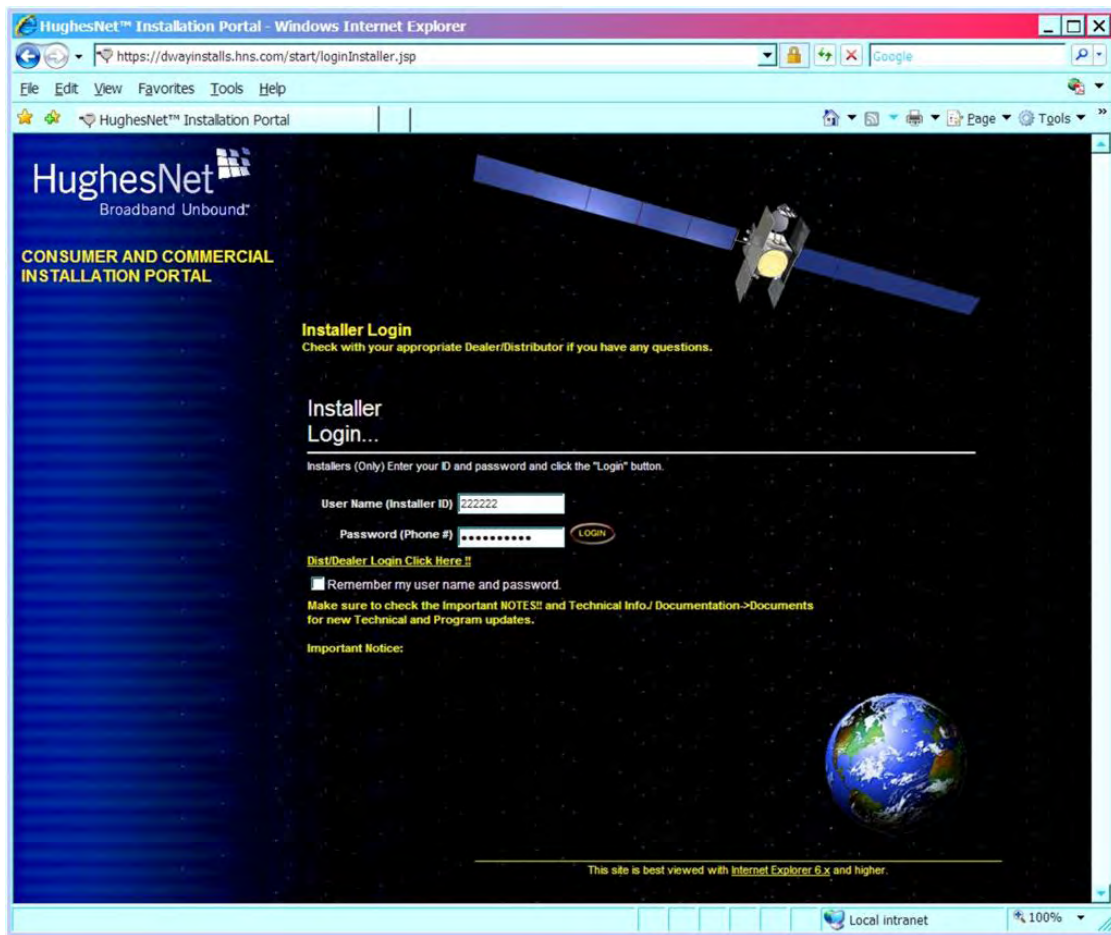 HughesNet™ Installation Portal - Windows Internet Explorer
https://dwayinstalls.hns.com/start/loginInstaller.jsp
Google
File Edit View Favorites Tools Help
HughesNet™ Installation Portal
Page Tools »
HughesNet
Broadband Unbound™
CONSUMER AND COMMERCIAL
INSTALLATION PORTAL
Installer Login
Check with your appropriate Dealer/Distributor if you have any questions.
Installer
Login...
Installers (Only) Enter your ID and password and click the "Login" button.
User Name (Installer ID) 222222
Password (Phone #) ●●●●●●●●●● LOGIN
Dist/Dealer Login Click Here !!
Remember my user name and password.
Make sure to check the Important NOTES!! and Technical Info./ Documentation->Documents
for new Technical and Program updates.
Important Notice:
This site is best viewed with Internet Explorer 6.x and higher.
Local intranet 100%